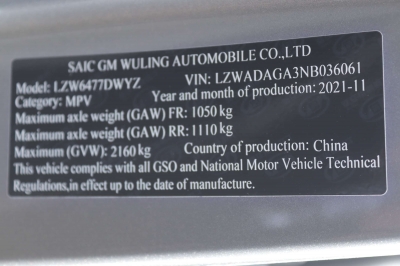 SAIC GM WULING AUTOMOBILE CO.,LTD
Model: LZW6477DWYZ VIN: LZWADAGA3NB036061
Category: MPV Year and month of production: 2021-11
Maximum axle weight (GAW) FR: 1050 kg
Maximum axle weight (GAW) RR: 1110 kg
Maximum (GVW): 2160 kg Country of production: China
This vehicle complies with all GSO and National Motor Vehicle Technical
Regulations,in effect up to the date of manufacture.